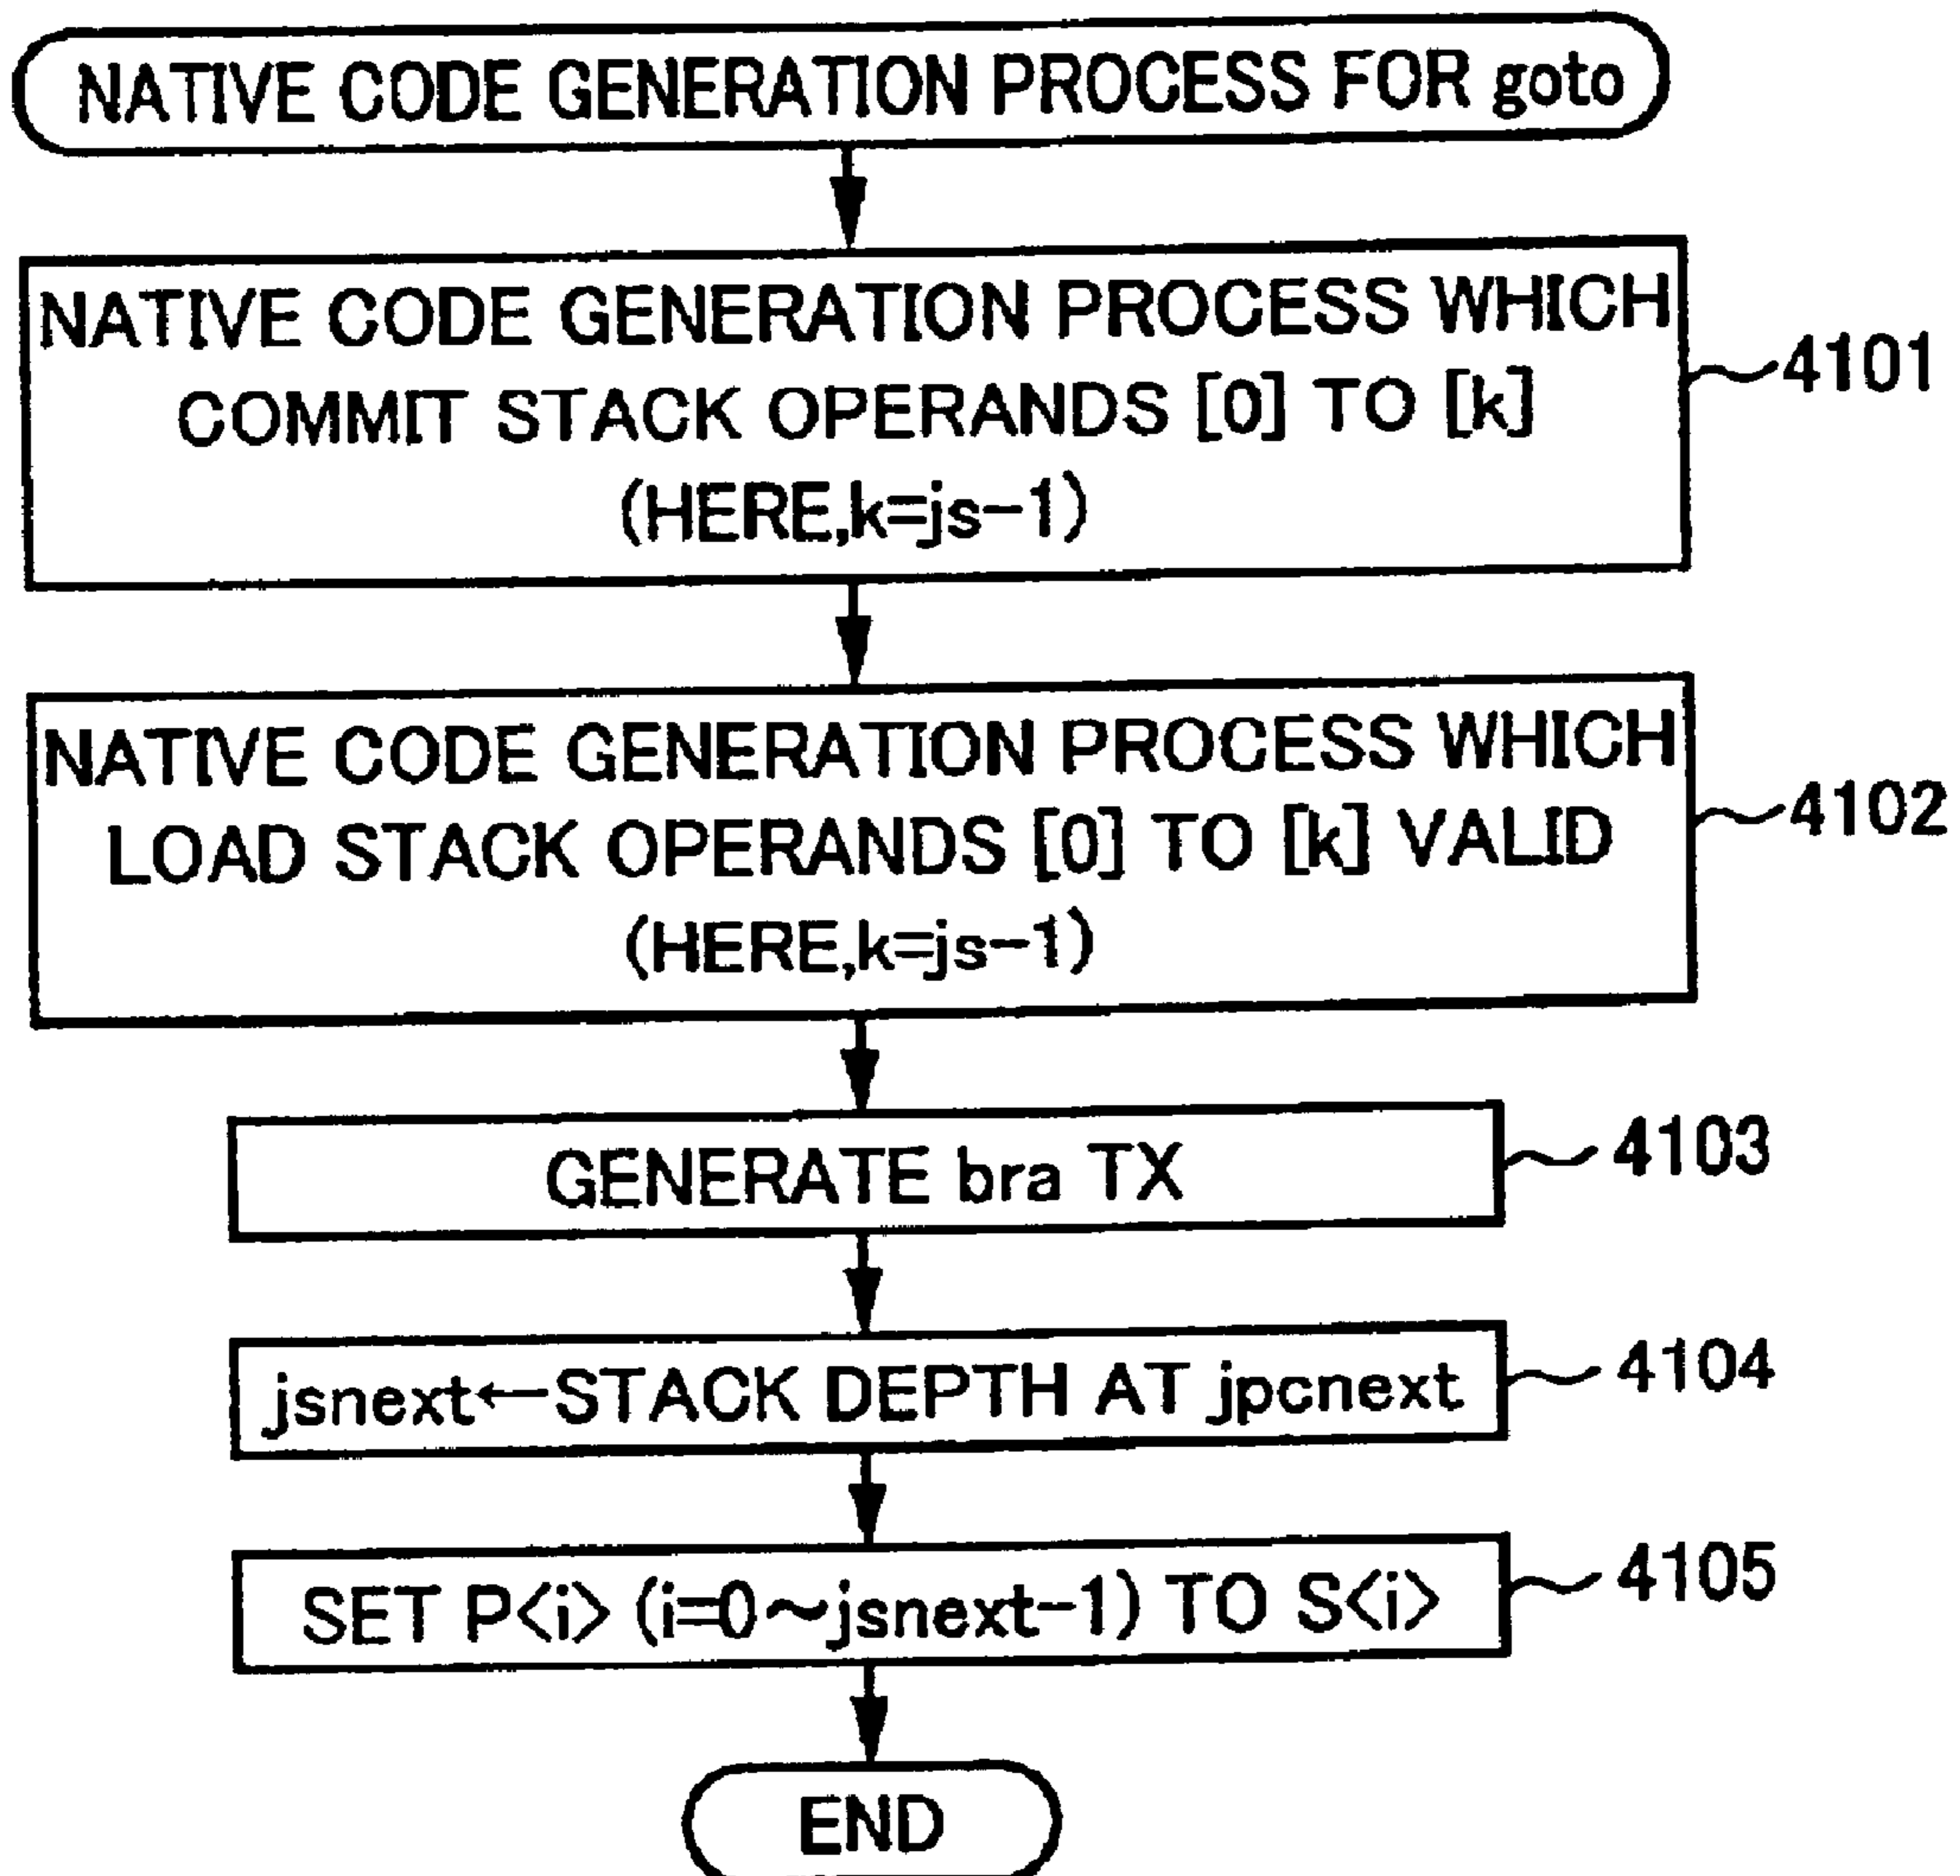 NATIVE CODE GENERATION PROCESS FOR goto
NATIVE CODE GENERATION PROCESS WHICH
COMMIT STACK OPERANDS [0] TO [k]
(HERE,k=js-1)
4101
NATIVE CODE GENERATION PROCESS WHICH
LOAD STACK OPERANDS [0] TO [k] VALID
(HERE,k=js-1)
4102
GENERATE bra TX
4103
jsnext←STACK DEPTH AT jpcnext
4104
SET P<i> (i=0~jsnext-1) TO S<i>
4105
END